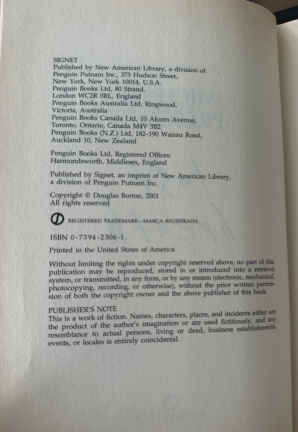 SIGNET
Published by New American Library, a division of
Penguin Putnam Inc., 375 Hudson Street,
New York, New York 10014, U.S.A.
Penguin Books Ltd, 80 Strand,
London WC2R 0RL, England
Penguin Books Australia Ltd, Ringwood,
Victoria, Australia
Penguin Books Canada Ltd, 10 Alcorn Avenue,
Toronto, Ontario, Canada M4V 3B2
Penguin Books (N.Z.) Ltd, 182-190 Wairau Road,
Auckland 10, New Zealand
Penguin Books Ltd, Registered Offices:
Harmondsworth, Middlesex, England
Published by Signet, an imprint of New American Library,
a division of Penguin Putnam Inc.
Copyright © Douglas Borton, 2001
All rights reserved
REGISTERED TRADEMARK—MARCA REGISTRADA
ISBN 0-7394-2306-1
Printed in the United States of America
Without limiting the rights under copyright reserved above, no part of this
publication may be reproduced, stored in or introduced into a retrieval
system, or transmitted, in any form, or by any means (electronic, mechanical,
photocopying, recording, or otherwise), without the prior written permis-
sion of both the copyright owner and the above publisher of this book.
PUBLISHER'S NOTE
This is a work of fiction. Names, characters, places, and incidents either are
the product of the author's imagination or are used fictitiously, and any
resemblance to actual persons, living or dead, business establishments,
events, or locales is entirely coincidental.